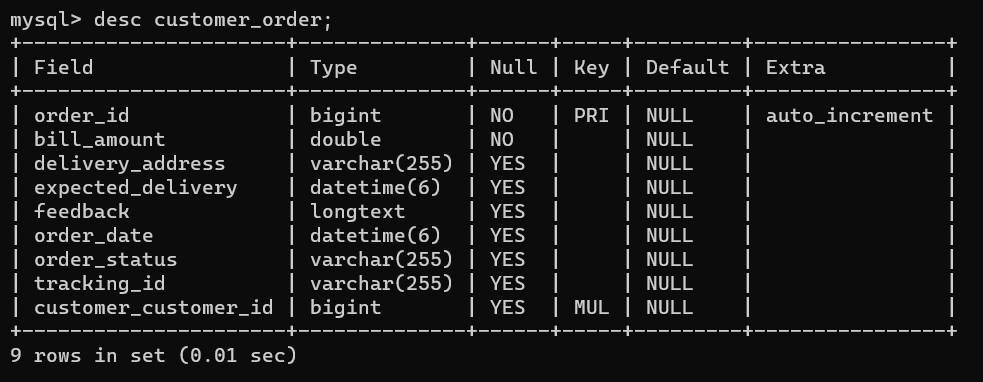 mysql> desc customer_order;
+----------------------+--------------+------+-----+---------+----------------+
| Field                | Type         | Null | Key | Default | Extra          |
+----------------------+--------------+------+-----+---------+----------------+
| order_id             | bigint       | NO   | PRI | NULL    | auto_increment |
| bill_amount          | double       | NO   |     | NULL    |                |
| delivery_address     | varchar(255) | YES  |     | NULL    |                |
| expected_delivery    | datetime(6)  | YES  |     | NULL    |                |
| feedback             | longtext     | YES  |     | NULL    |                |
| order_date           | datetime(6)  | YES  |     | NULL    |                |
| order_status         | varchar(255) | YES  |     | NULL    |                |
| tracking_id          | varchar(255) | YES  |     | NULL    |                |
| customer_customer_id | bigint       | YES  | MUL | NULL    |                |
+----------------------+--------------+------+-----+---------+----------------+
9 rows in set (0.01 sec)